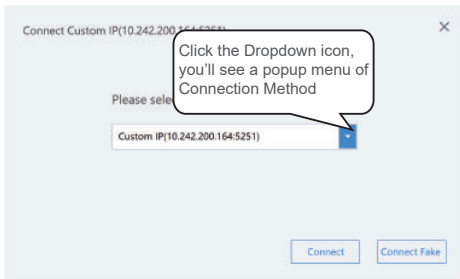 Connect Custom IP(10.242.200.164:5251)
Click the Dropdown icon,
you'll see a popup menu of
Connection Method
Please sele
Custom IP(10.242.200.164:5251)
Connect
Connect Fake